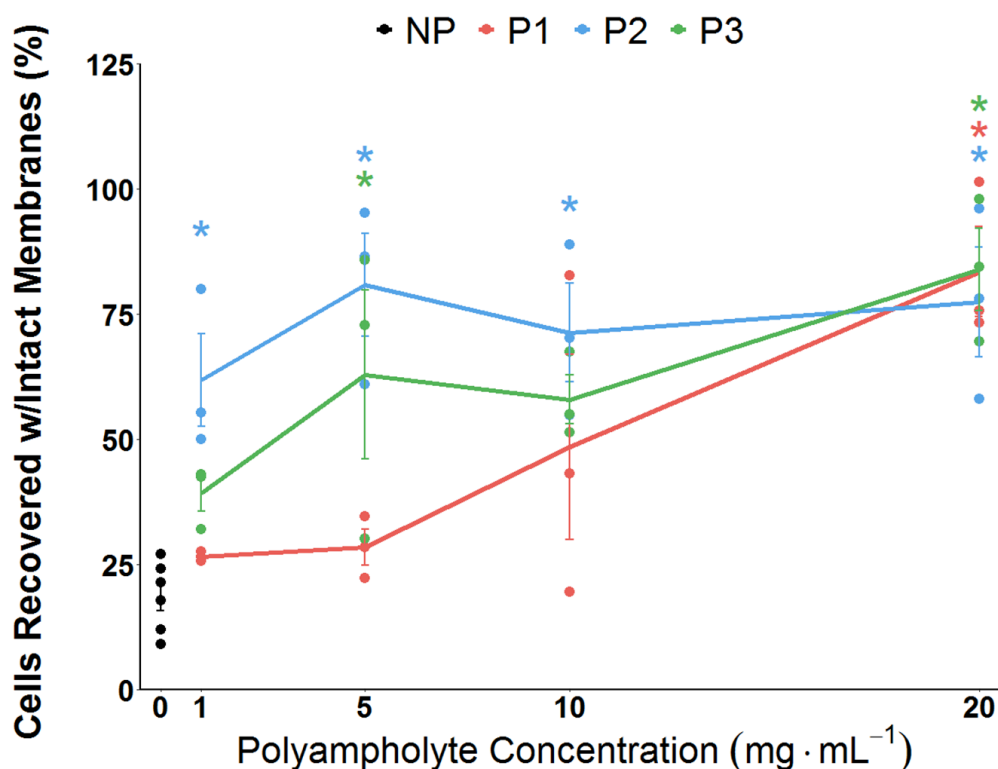 NP P1 P2 P3
Cells Recovered w/Intact Membranes (%)
125
100
75
50
25
0
0 1 5 10 20
* * * * * * *
Polyampholyte Concentration (mg · mL⁻¹)